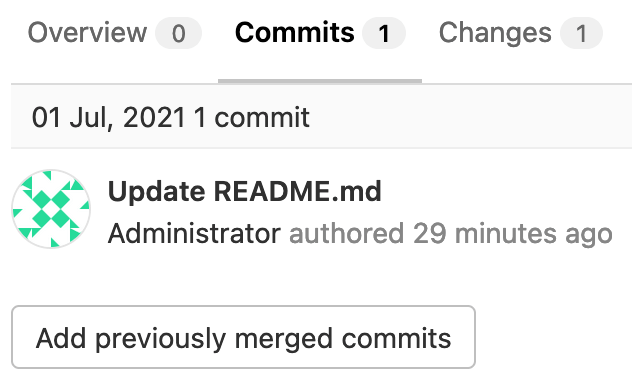 Overview 0 Commits 1 Changes 1
01 Jul, 2021 1 commit
Update README.md
Administrator authored 29 minutes ago
Add previously merged commits